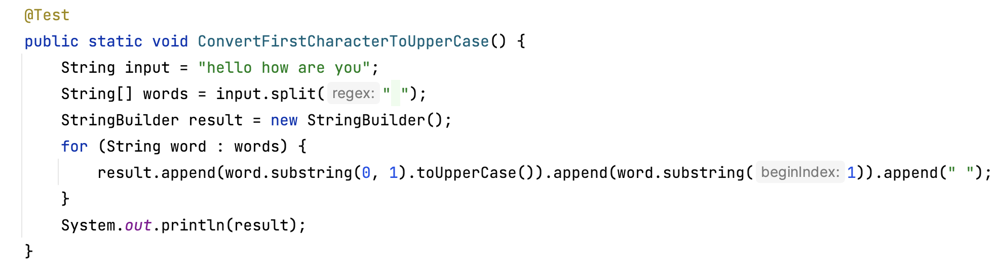 @Test
public static void ConvertFirstCharacterToUpperCase() {
    String input = "hello how are you";
    String[] words = input.split( regex: " ");
    StringBuilder result = new StringBuilder();
    for (String word : words) {
        result.append(word.substring(0, 1).toUpperCase()).append(word.substring( beginIndex: 1)).append(" ");
    }
    System.out.println(result);
}